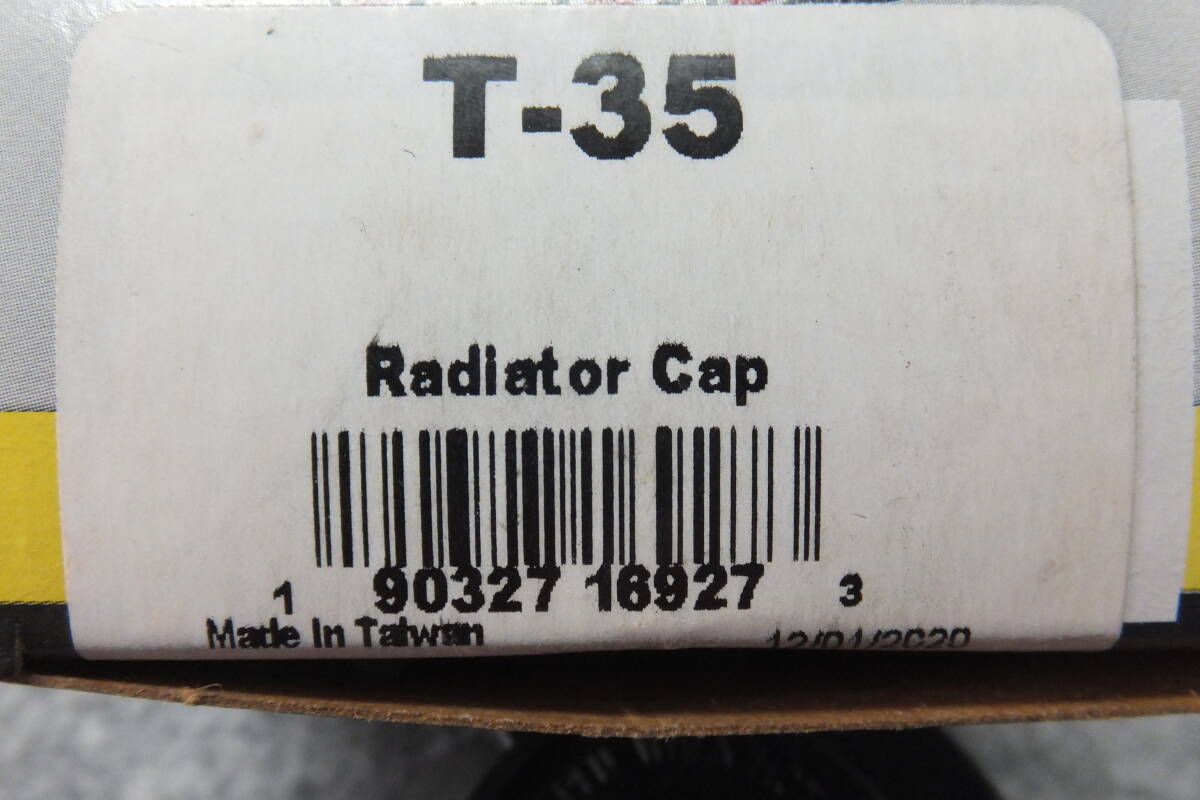 T-35
Radiator Cap
1 90327 16927 3
Made In Taiwan 12/01/2020